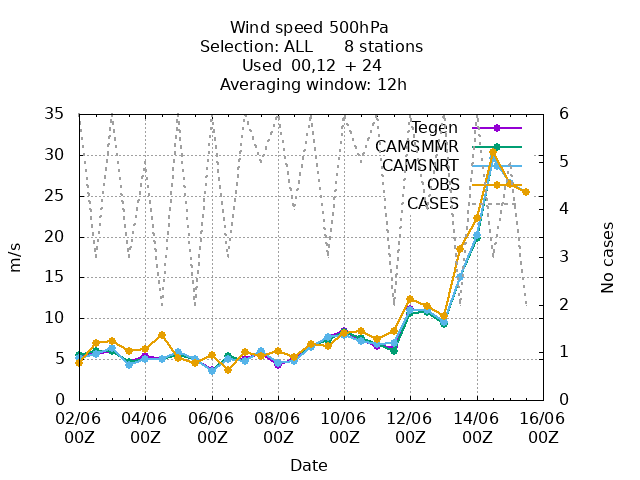 Wind speed 500hPa
Selection: ALL 8 stations
Used 00,12 + 24
Averaging window: 12h
35
30
25
20
15
10
5
0
m/s
6
5
4
3
2
1
0
No cases
Tegen
CAMSMMR
CAMSNRT
OBS
CASES
02/06 04/06 06/06 08/06 10/06 12/06 14/06 16/06
00Z 00Z 00Z 00Z 00Z 00Z 00Z 00Z
Date